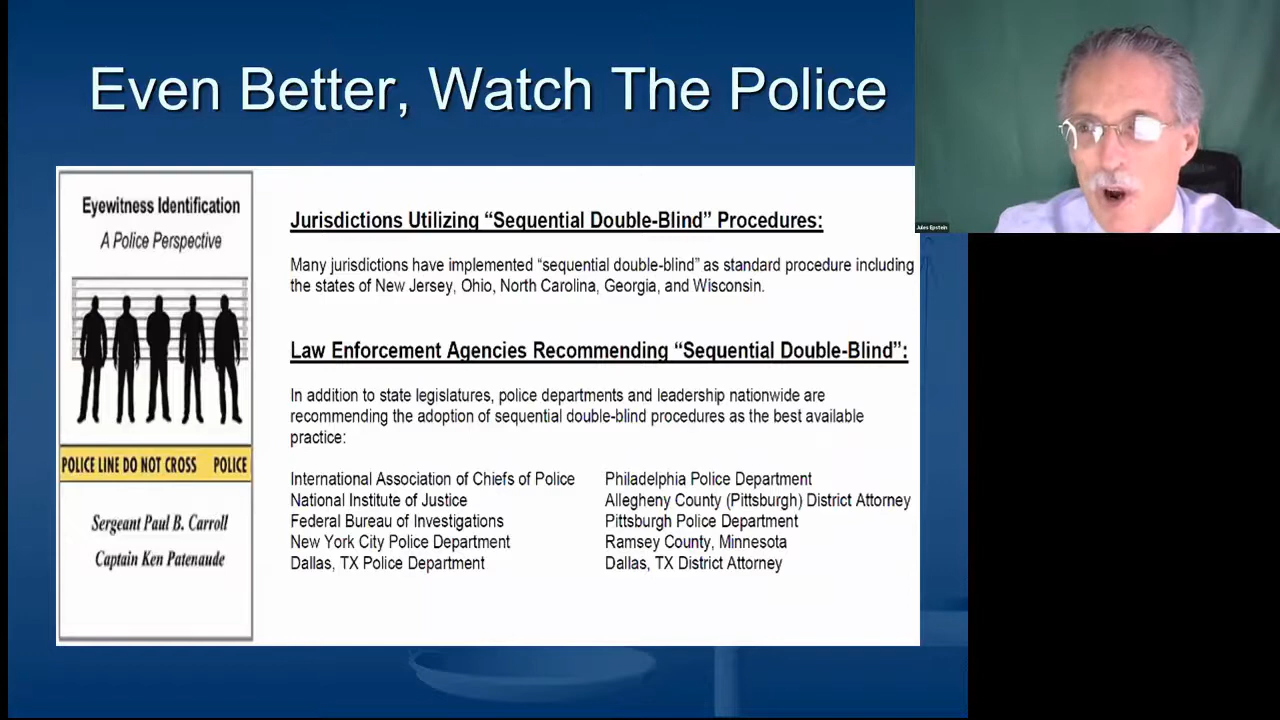 Even Better, Watch The Police
Jules Epstein
Eyewitness Identification
A Police Perspective
POLICE LINE DO NOT CROSS POLICE
Sergeant Paul B. Carroll
Captain Ken Patenaude
Jurisdictions Utilizing “Sequential Double-Blind” Procedures:
Many jurisdictions have implemented “sequential double-blind” as standard procedure including
the states of New Jersey, Ohio, North Carolina, Georgia, and Wisconsin.
Law Enforcement Agencies Recommending “Sequential Double-Blind”:
In addition to state legislatures, police departments and leadership nationwide are
recommending the adoption of sequential double-blind procedures as the best available
practice:
International Association of Chiefs of Police
National Institute of Justice
Federal Bureau of Investigations
New York City Police Department
Dallas, TX Police Department
Philadelphia Police Department
Allegheny County (Pittsburgh) District Attorney
Pittsburgh Police Department
Ramsey County, Minnesota
Dallas, TX District Attorney